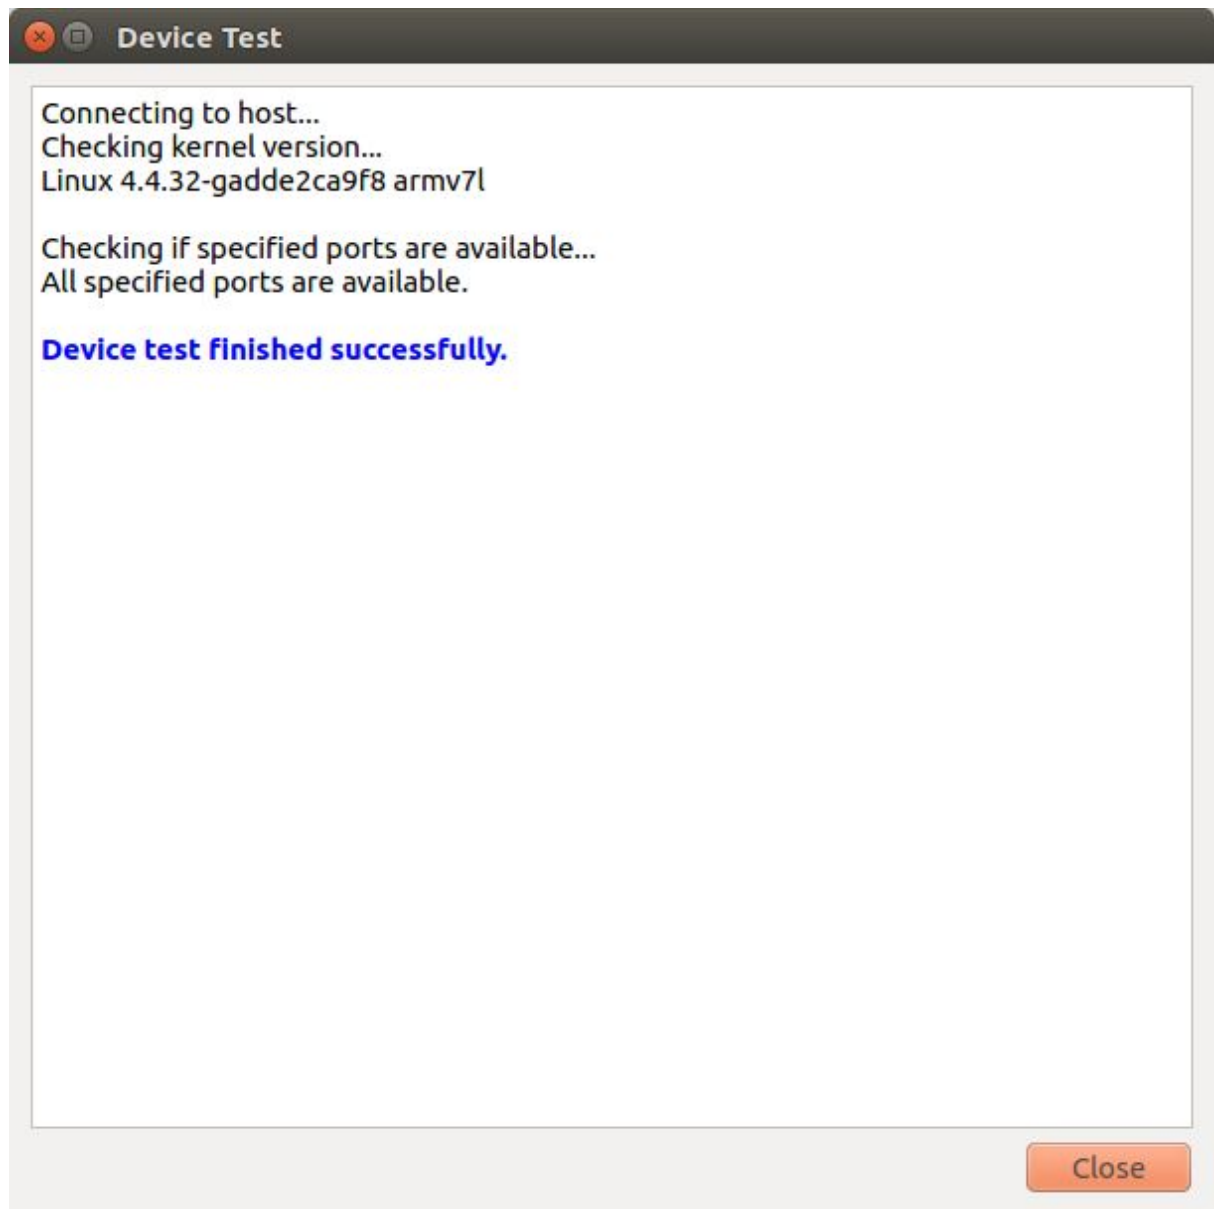 Device Test
Connecting to host...
Checking kernel version...
Linux 4.4.32-gadde2ca9f8 armv7l
Checking if specified ports are available...
All specified ports are available.
Device test finished successfully.
Close